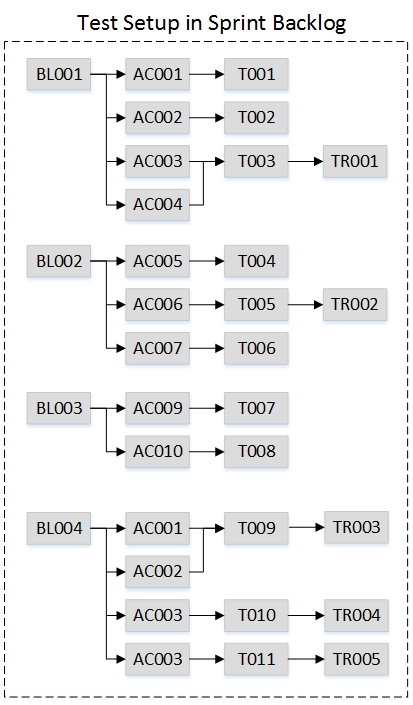 Test Setup in Sprint Backlog
BL001 AC001 T001
AC002 T002
AC003 T003 TR001
AC004
BL002 AC005 T004
AC006 T005 TR002
AC007 T006
BL003 AC009 T007
AC010 T008
BL004 AC001 T009 TR003
AC002
AC003 T010 TR004
AC003 T011 TR005